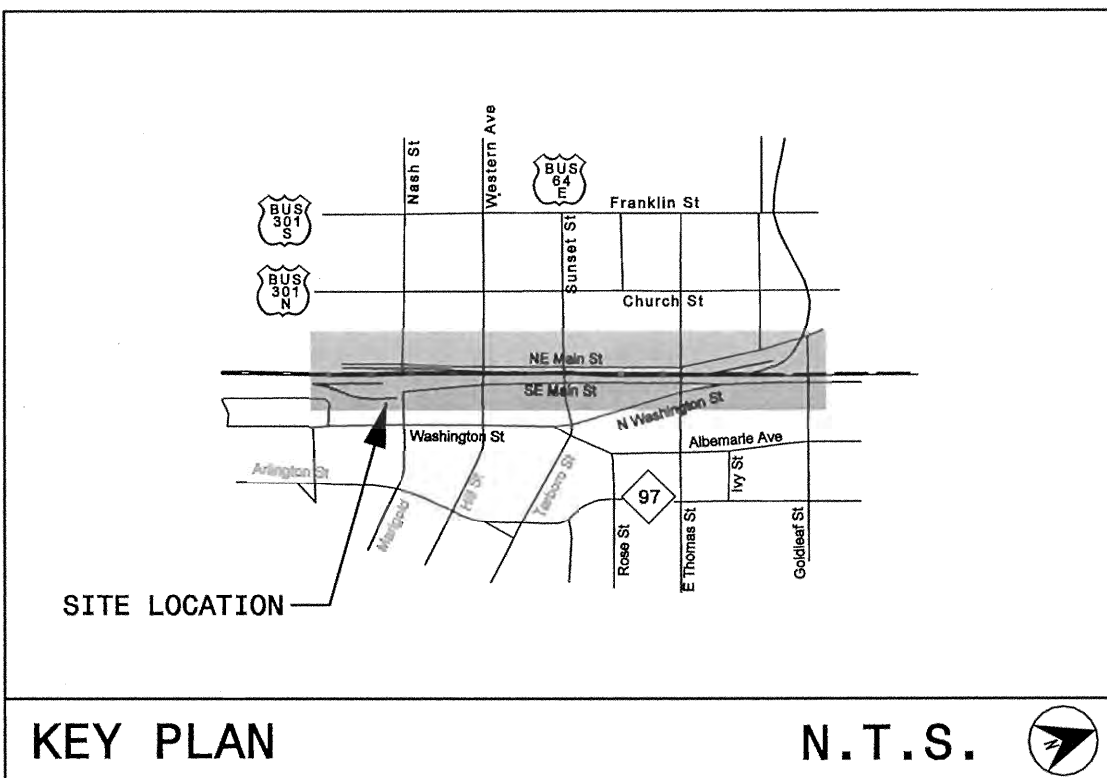 Nash St
Western Ave
BUS
64
E
BUS
301
S
Franklin St
Sunset St
BUS
301
N
Church St
NE Main St
SE Main St
N Washington St
Washington St
Albemarle Ave
Arlington St
Marigold
Hill St
Tarboro St
97
Ivy St
Rose St
E Thomas St
Goldleaf St
SITE LOCATION
KEY PLAN
N.T.S.
N